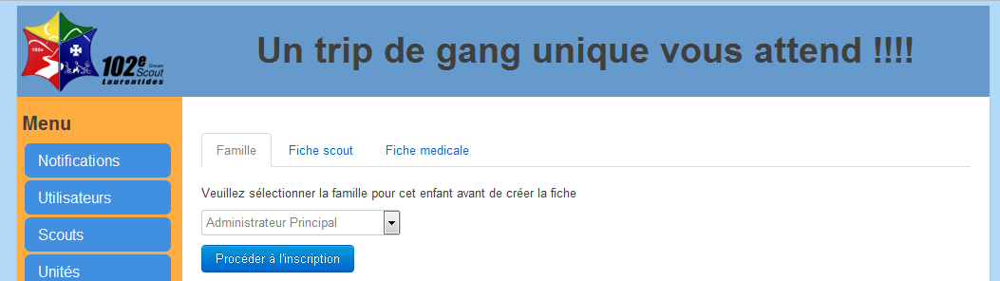 102e Groupe
Scout
Laurentides
Un trip de gang unique vous attend !!!!
Menu
Notifications
Utilisateurs
Scouts
Unités
Famille
Fiche scout
Fiche medicale
Veuillez sélectionner la famille pour cet enfant avant de créer la fiche
Administrateur Principal
Procéder à l'inscription